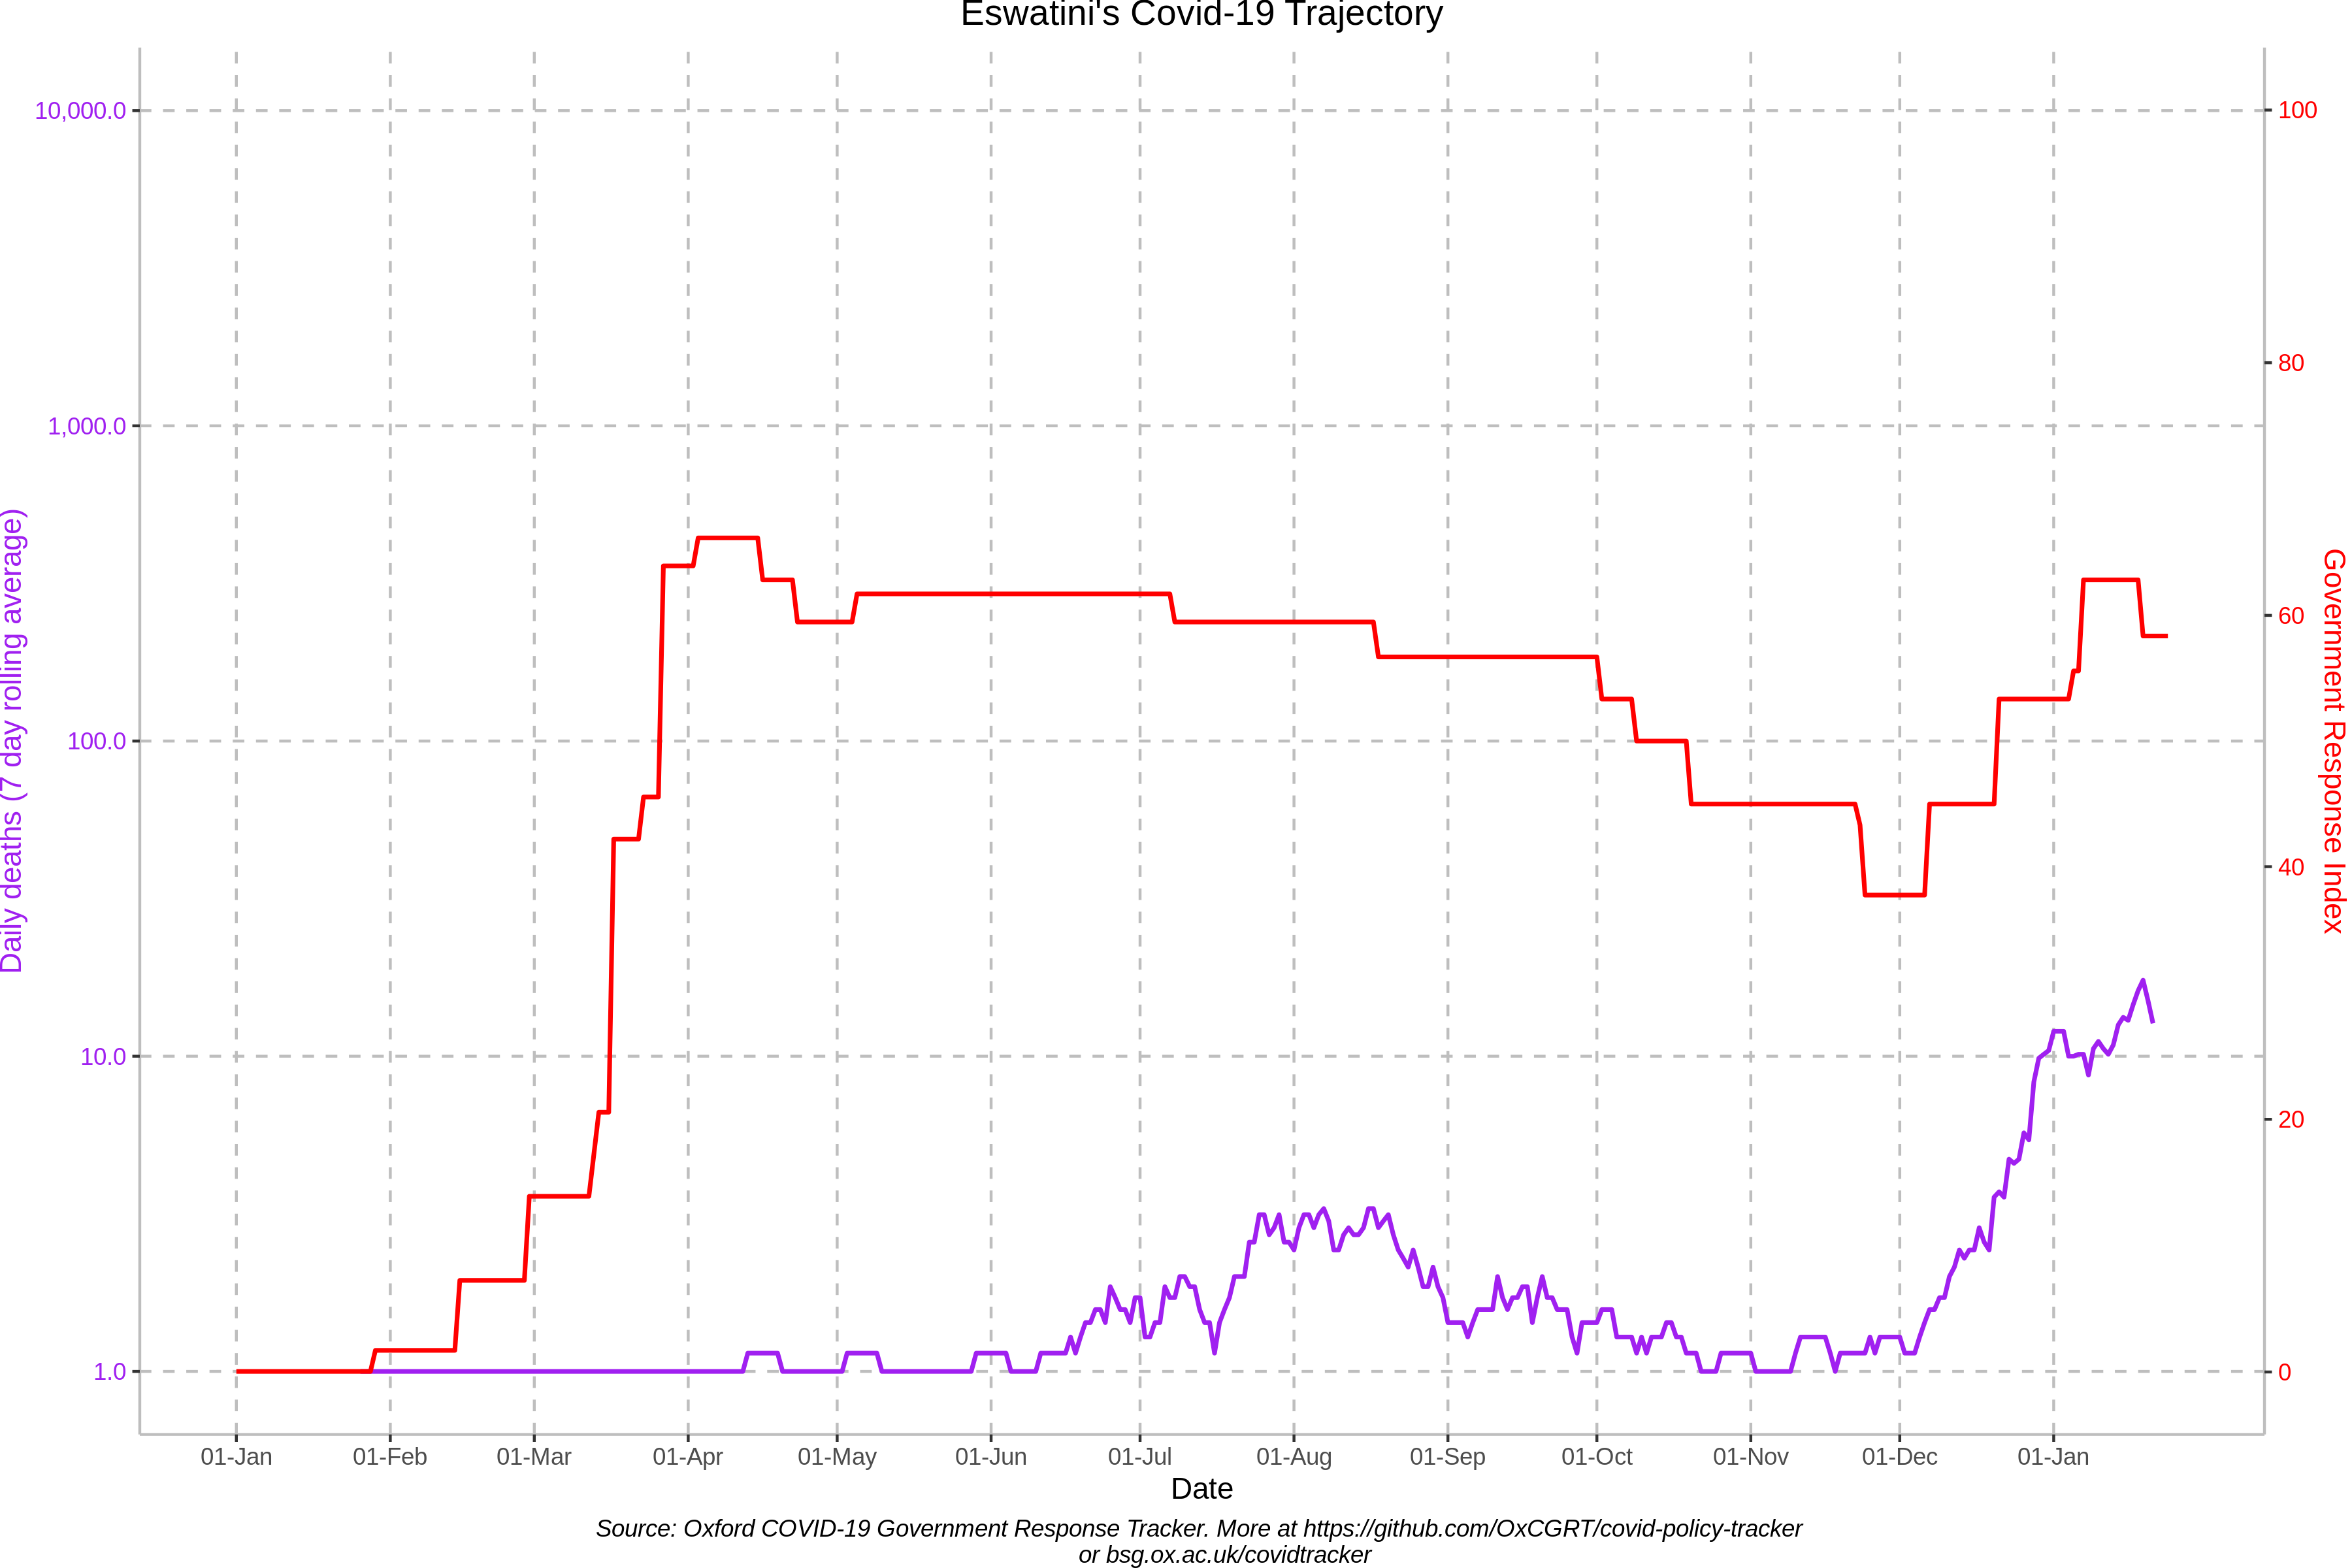 Eswatini's Covid-19 Trajectory
10,000.0
1,000.0
100.0
10.0
1.0
Daily deaths (7 day rolling average)
100
80
60
40
20
0
Government Response Index
01-Jan 01-Feb 01-Mar 01-Apr 01-May 01-Jun 01-Jul 01-Aug 01-Sep 01-Oct 01-Nov 01-Dec 01-Jan
Date
Source: Oxford COVID-19 Government Response Tracker. More at https://github.com/OxCGRT/covid-policy-tracker
or bsg.ox.ac.uk/covidtracker